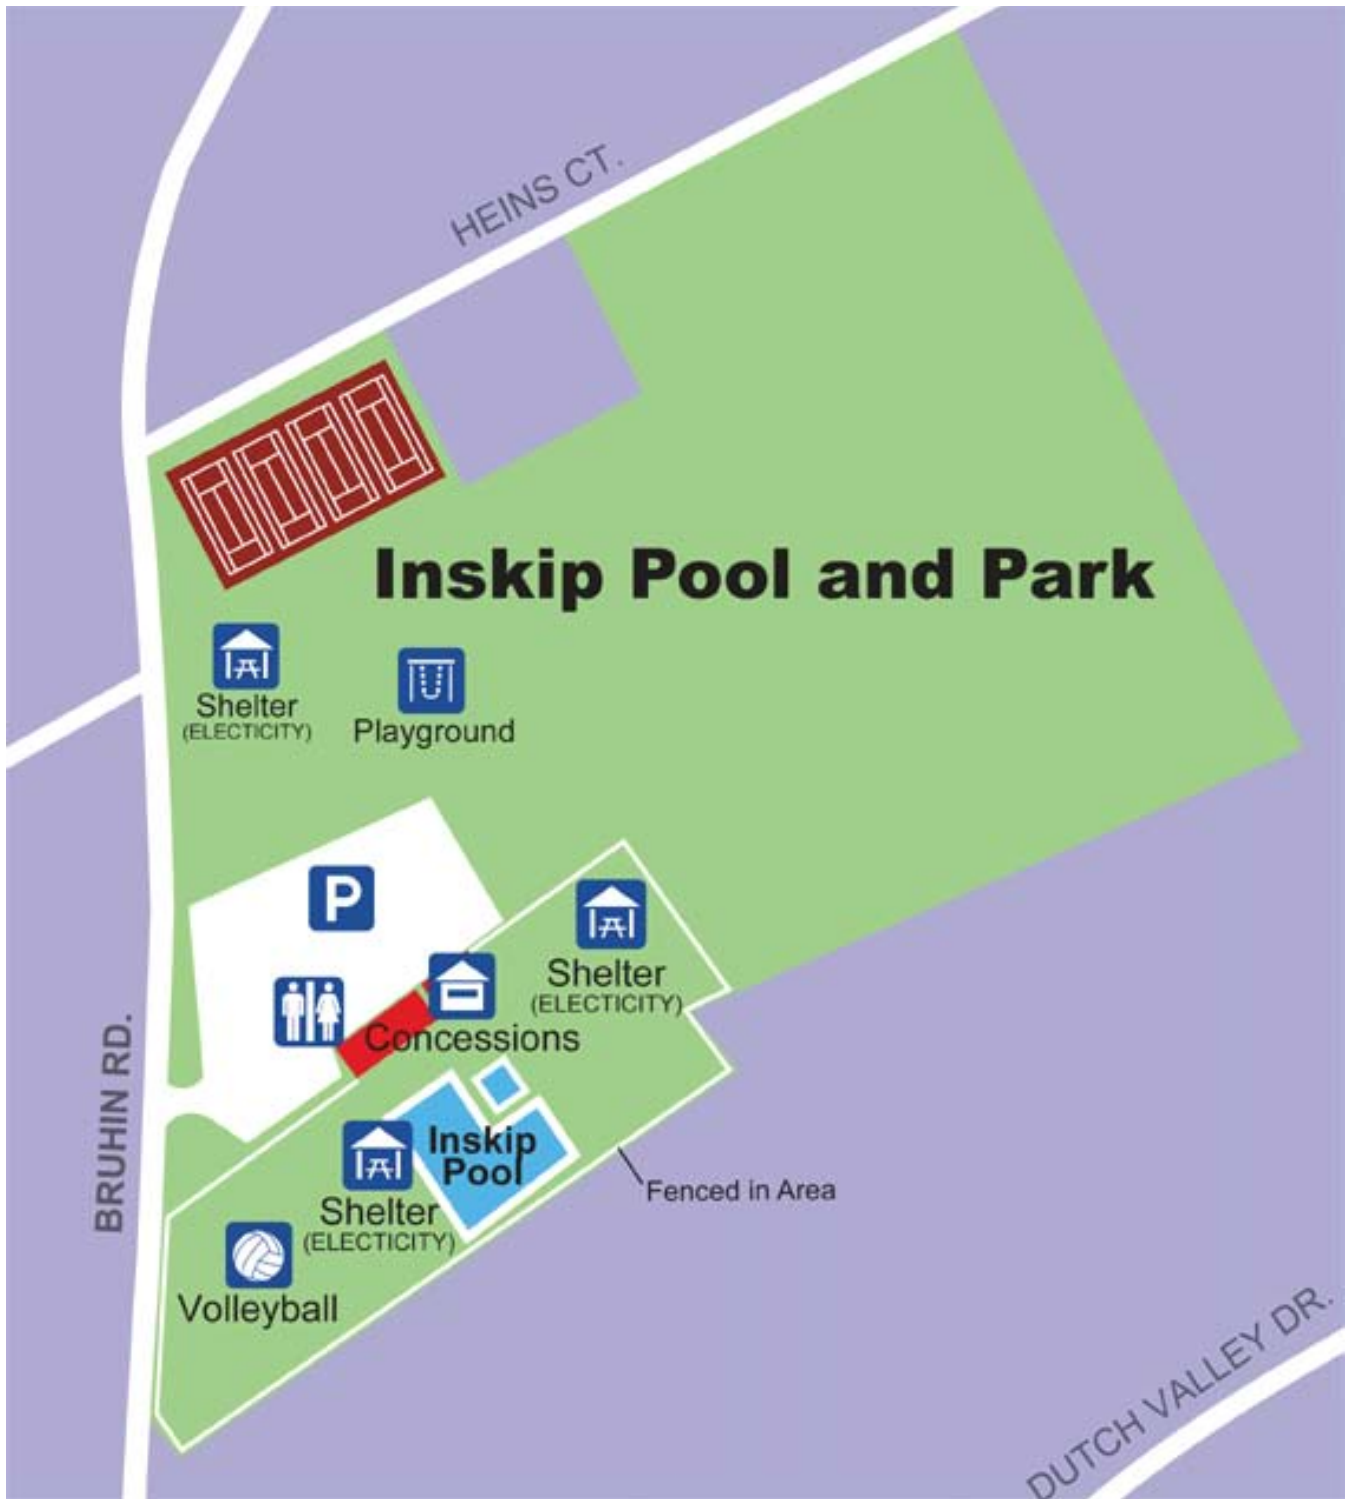 HEINS CT.
Inskip Pool and Park
Shelter
(ELECTICITY)
Playground
P
Shelter
(ELECTICITY)
Concessions
BRUHIN RD.
Inskip
Pool
Fenced in Area
Shelter
(ELECTICITY)
Volleyball
DUTCH VALLEY DR.